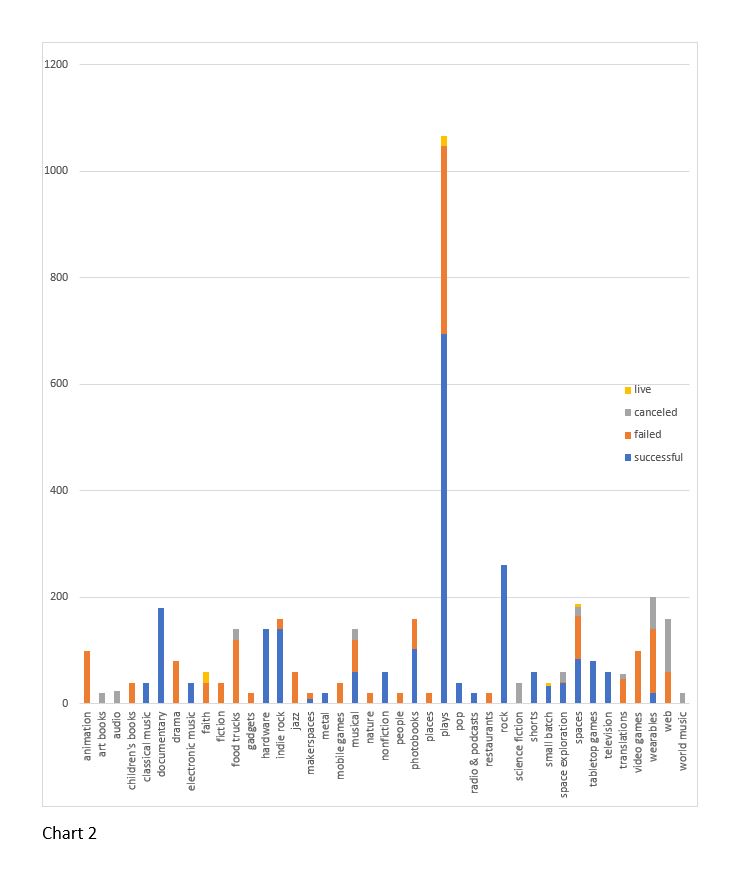 1200
1000
800
600
400
200
0
live
canceled
failed
successful
animation
art books
audio
children's books
classical music
documentary
drama
electronic music
faith
fiction
food trucks
gadgets
hardware
indie rock
jazz
makerspaces
metal
mobile games
musical
nature
nonfiction
people
photobooks
places
plays
pop
radio & podcasts
restaurants
rock
science fiction
shorts
small batch
space exploration
spaces
tabletop games
television
translations
video games
wearables
web
world music
Chart 2